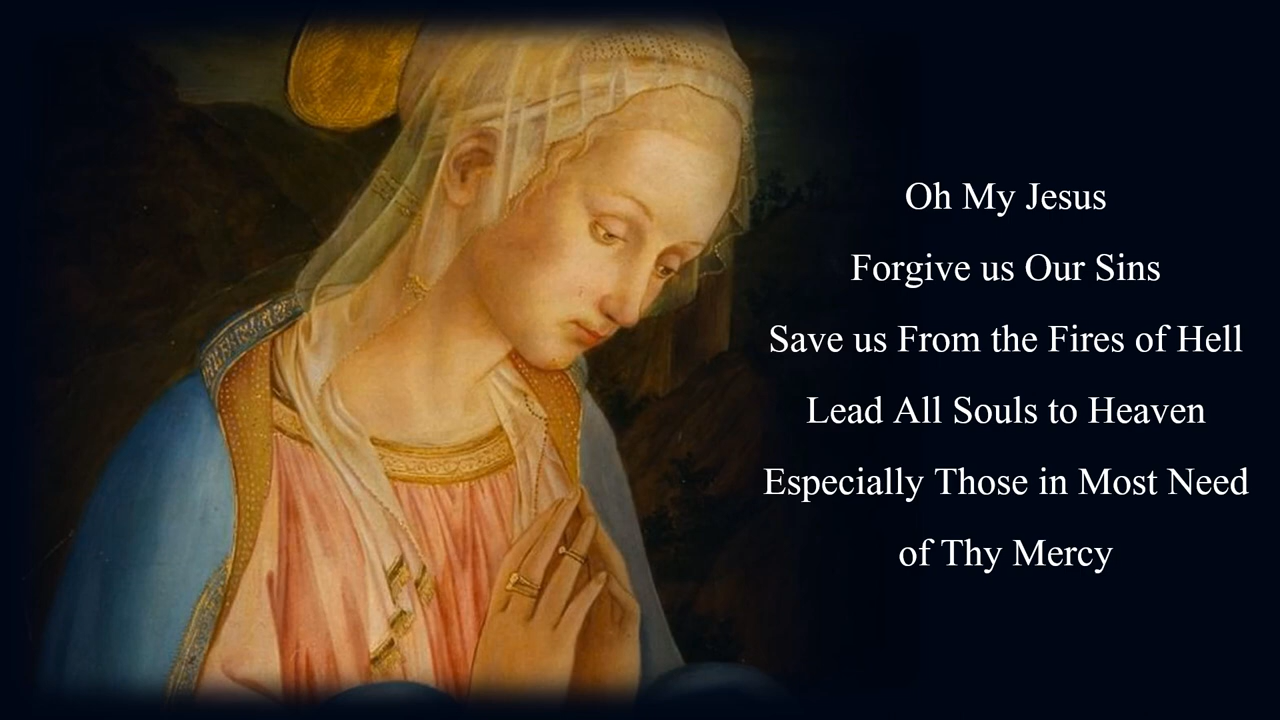 Oh My Jesus
Forgive us Our Sins
Save us From the Fires of Hell
Lead All Souls to Heaven
Especially Those in Most Need
of Thy Mercy